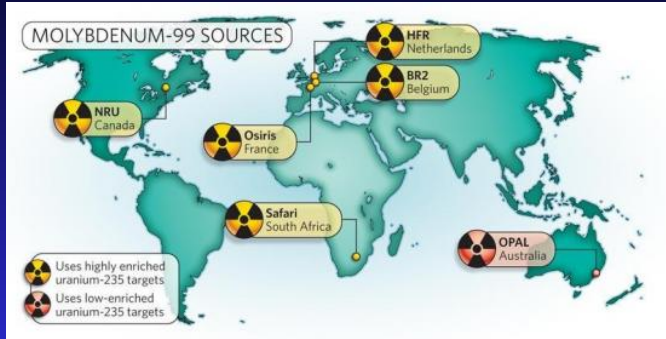 MOLYBDENUM-99 SOURCES
HFR
Netherlands
BR2
Belgium
NRU
Canada
Osiris
France
Safari
South Africa
OPAL
Australia
Uses highly enriched
uranium-235 targets
Uses low-enriched
uranium-235 targets